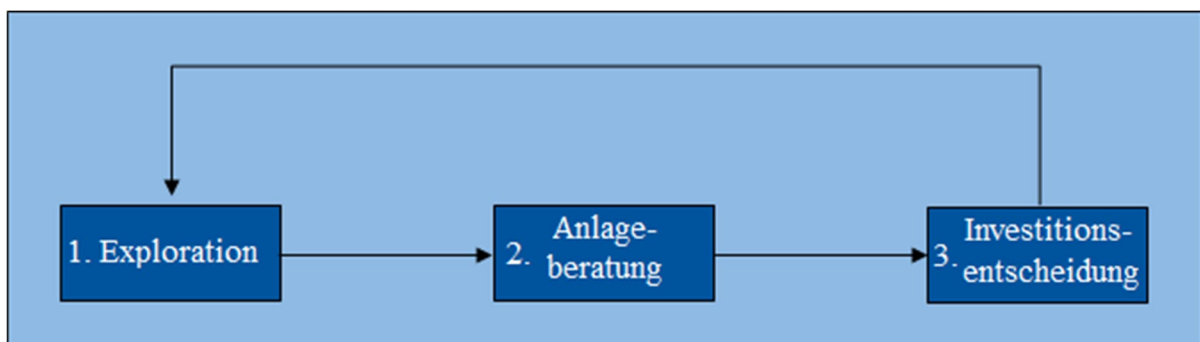 1. Exploration
2. Anlage-
beratung
3. Investitions-
entscheidung